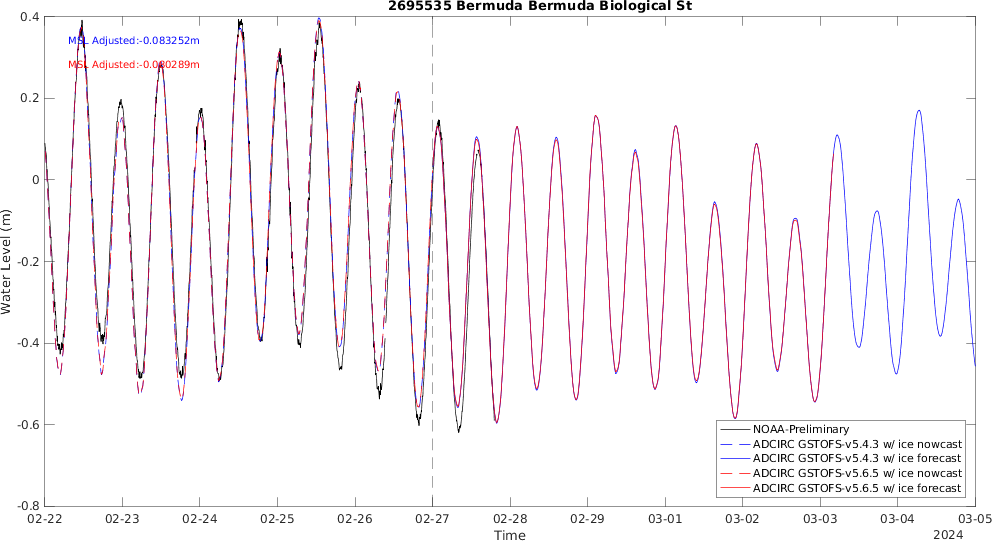 2695535 Bermuda Bermuda Biological St
0.4
MSL Adjusted:-0.083252m
MSL Adjusted:-0.080289m
0.2
0
-0.2
-0.4
-0.6
-0.8
Water Level (m)
NOAA-Preliminary
ADCIRC GSTOFS-v5.4.3 w/ ice nowcast
ADCIRC GSTOFS-v5.4.3 w/ ice forecast
ADCIRC GSTOFS-v5.6.5 w/ ice nowcast
ADCIRC GSTOFS-v5.6.5 w/ ice forecast
02-22 02-23 02-24 02-25 02-26 02-27 02-28 02-29 03-01 03-02 03-03 03-04 03-05
Time
2024